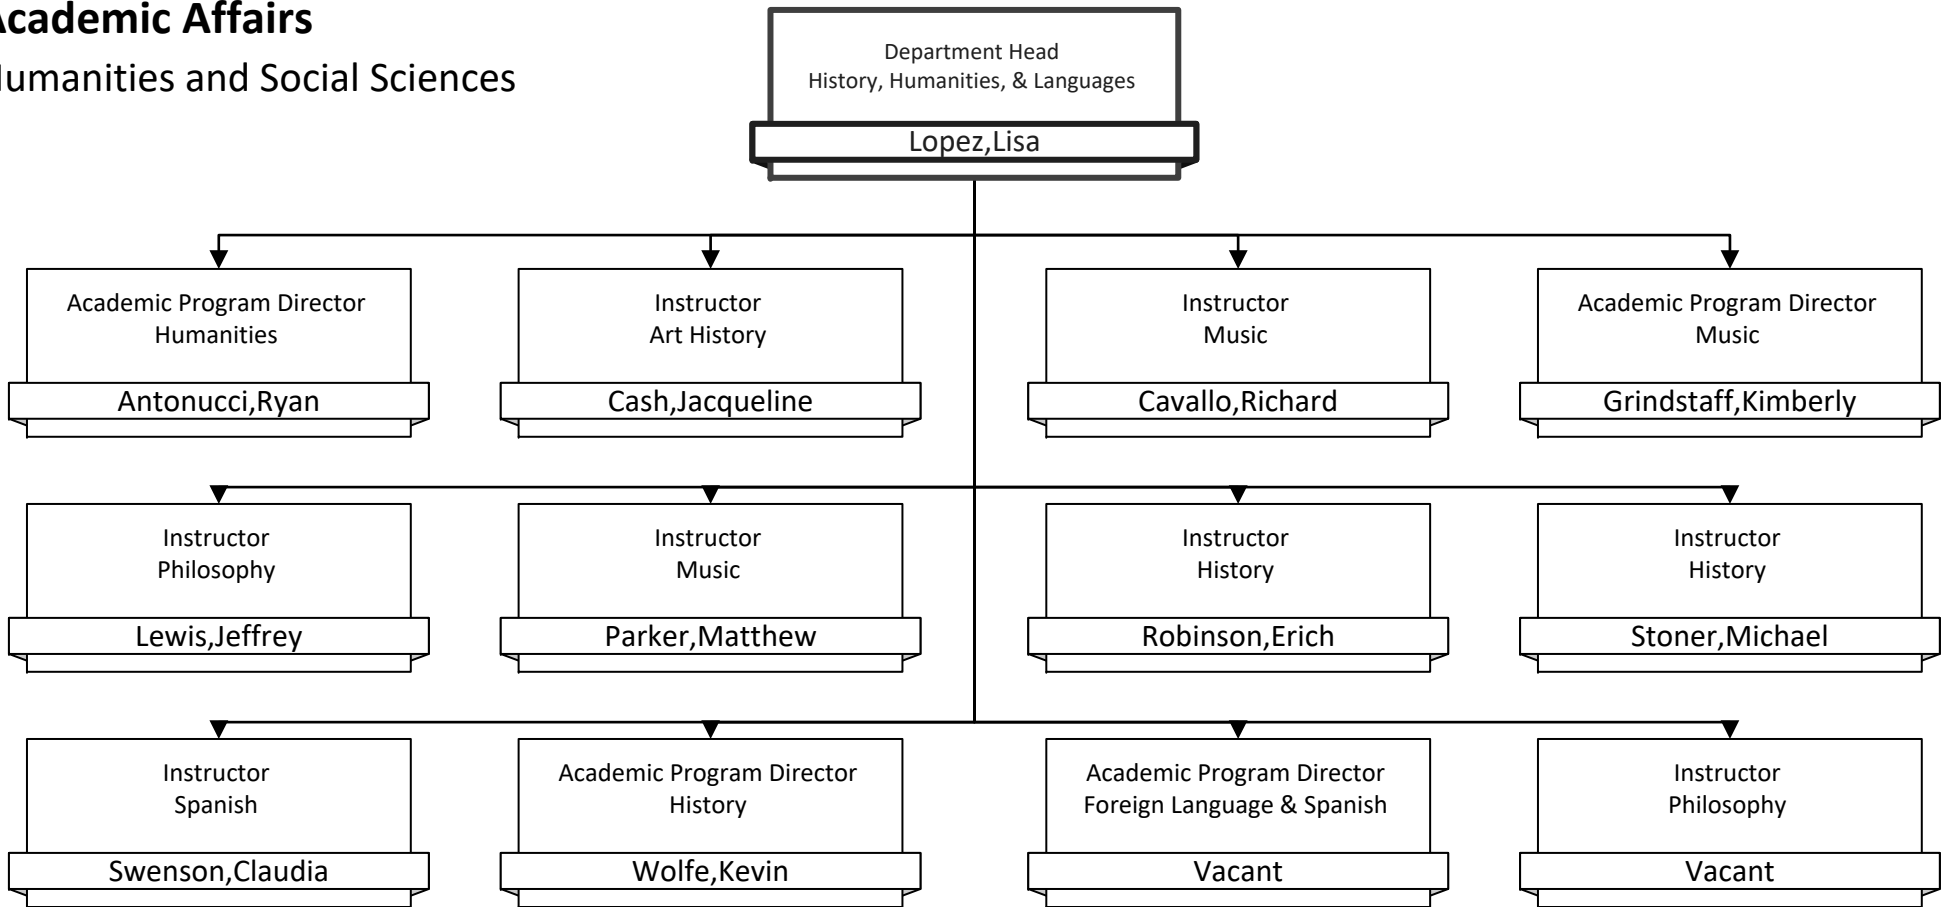 Academic Affairs
Humanities and Social Sciences
Department Head
History, Humanities, & Languages
Lopez,Lisa
Academic Program Director
Humanities
Antonucci,Ryan
Instructor
Art History
Cash,Jacqueline
Instructor
Music
Cavallo,Richard
Academic Program Director
Music
Grindstaff,Kimberly
Instructor
Philosophy
Lewis,Jeffrey
Instructor
Music
Parker,Matthew
Instructor
History
Robinson,Erich
Instructor
History
Stoner,Michael
Instructor
Spanish
Swenson,Claudia
Academic Program Director
History
Wolfe,Kevin
Academic Program Director
Foreign Language & Spanish
Vacant
Instructor
Philosophy
Vacant